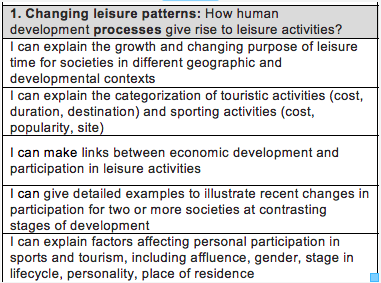 1. Changing leisure patterns: How human
development processes give rise to leisure activities?
I can explain the growth and changing purpose of leisure
time for societies in different geographic and
developmental contexts
I can explain the categorization of touristic activities (cost,
duration, destination) and sporting activities (cost,
popularity, site)
I can make links between economic development and
participation in leisure activities
I can give detailed examples to illustrate recent changes in
participation for two or more societies at contrasting
stages of development
I can explain factors affecting personal participation in
sports and tourism, including affluence, gender, stage in
lifecycle, personality, place of residence